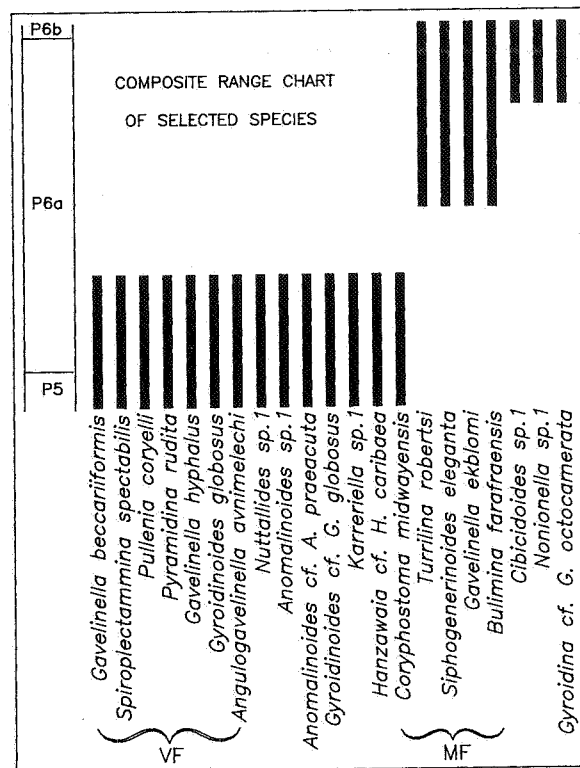 P6b
COMPOSITE RANGE CHART
OF SELECTED SPECIES
P6a
P5
Gavelinella beccariiformis
Spiroplectammina spectabilis
Pullenia coryelli
Pyramidina rudita
Gavelinella hyphalus
Gyroidinoides globosus
Angulogavelinella avnimelechi
Nuttallides sp.1
Anomalinoides sp.1
Anomalinoides cf. A. praeacuta
Gyroidinoides cf. G. globosus
Karreriella sp.1
Hanzawaia cf. H. caribaea
Coryphostoma midwayensis
Turrilina robertsi
Siphogenerinoides eleganta
Gavelinella ekblomi
Bulimina farafraensis
Cibicidoides sp.1
Nonionella sp.1
Gyroidina cf. G. octocamerata
VF
MF